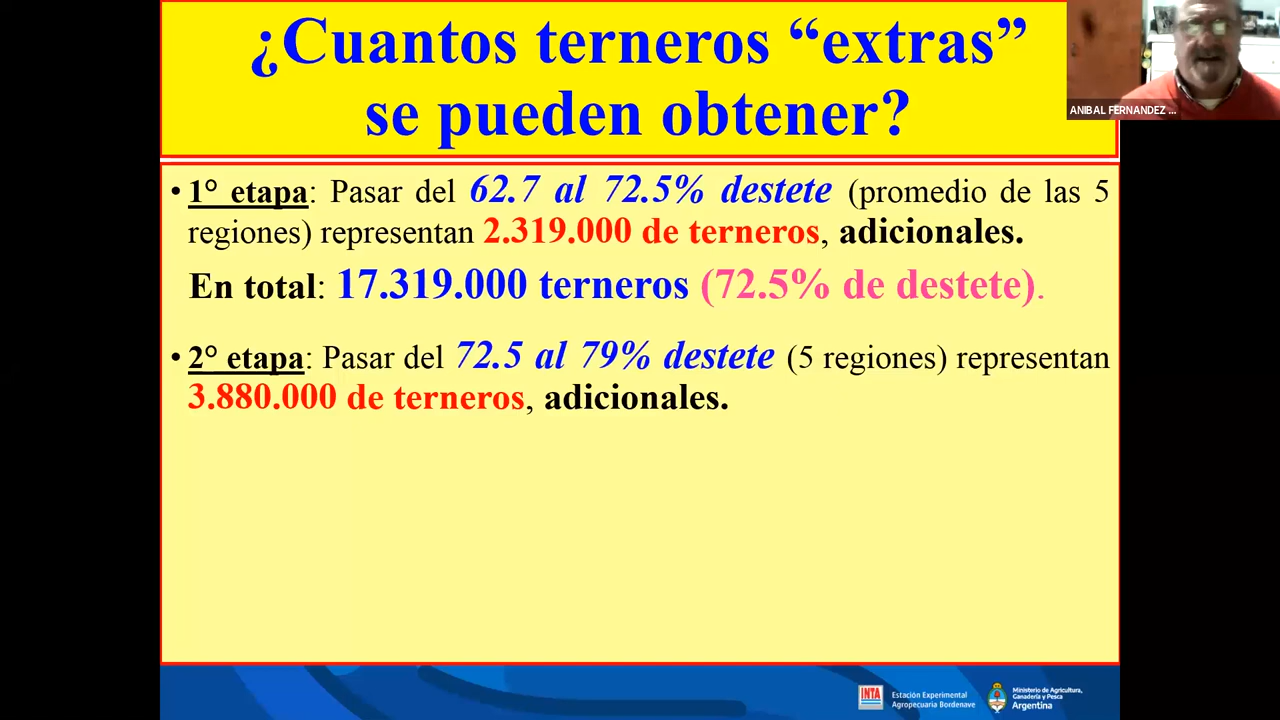 ¿Cuantos terneros “extras”
se pueden obtener?
ANIBAL FERNANDEZ ...
• 1° etapa: Pasar del 62.7 al 72.5% destete (promedio de las 5
regiones) representan 2.319.000 de terneros, adicionales.
En total: 17.319.000 terneros (72.5% de destete).
• 2° etapa: Pasar del 72.5 al 79% destete (5 regiones) representan
3.880.000 de terneros, adicionales.
INTA
Estación Experimental
Agropecuaria Bordenave
Ministerio de Agricultura,
Ganadería y Pesca
Argentina